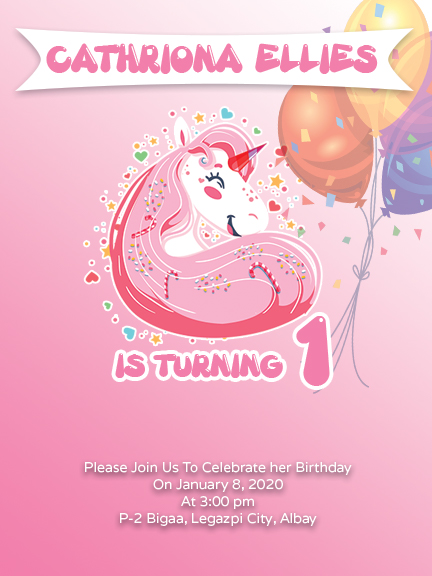 CATHRIONA ELLIES
IS TURNING 1
Please Join Us To Celebrate her Birthday
On January 8, 2020
At 3:00 pm
P-2 Bigaa, Legazpi City, Albay